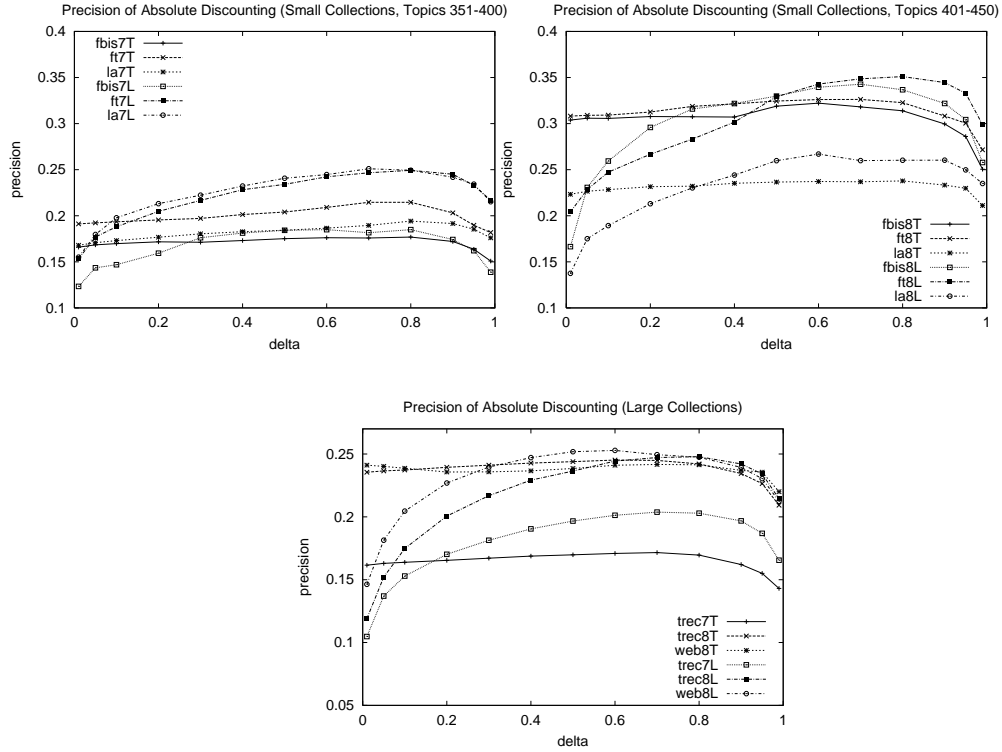 Precision of Absolute Discounting (Small Collections, Topics 351-400)
0.4
0.35
0.3
0.25
0.2
0.15
0.1
precision
fbis7T
ft7T
la7T
fbis7L
ft7L
la7L
0 0.2 0.4 0.6 0.8 1
delta
Precision of Absolute Discounting (Small Collections, Topics 401-450)
0.4
0.35
0.3
0.25
0.2
0.15
0.1
precision
fbis8T
ft8T
la8T
fbis8L
ft8L
la8L
0 0.2 0.4 0.6 0.8 1
delta
Precision of Absolute Discounting (Large Collections)
0.25
0.2
0.15
0.1
0.05
precision
trec7T
trec8T
web8T
trec7L
trec8L
web8L
0 0.2 0.4 0.6 0.8 1
delta